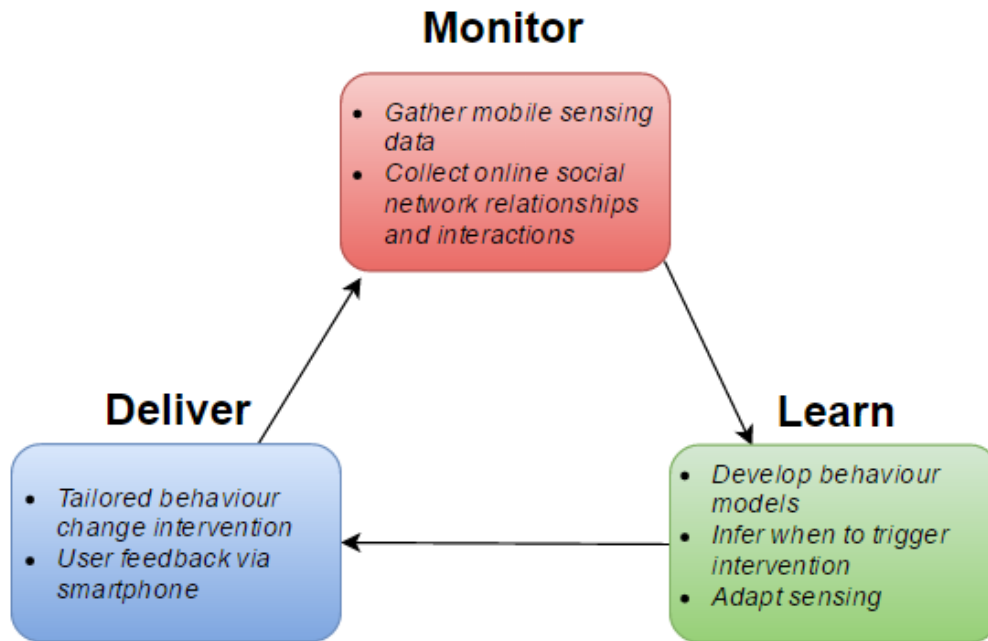 Monitor
• Gather mobile sensing
data
• Collect online social
network relationships
and interactions
Deliver
• Tailored behaviour
change intervention
• User feedback via
smartphone
Learn
• Develop behaviour
models
• Infer when to trigger
intervention
• Adapt sensing